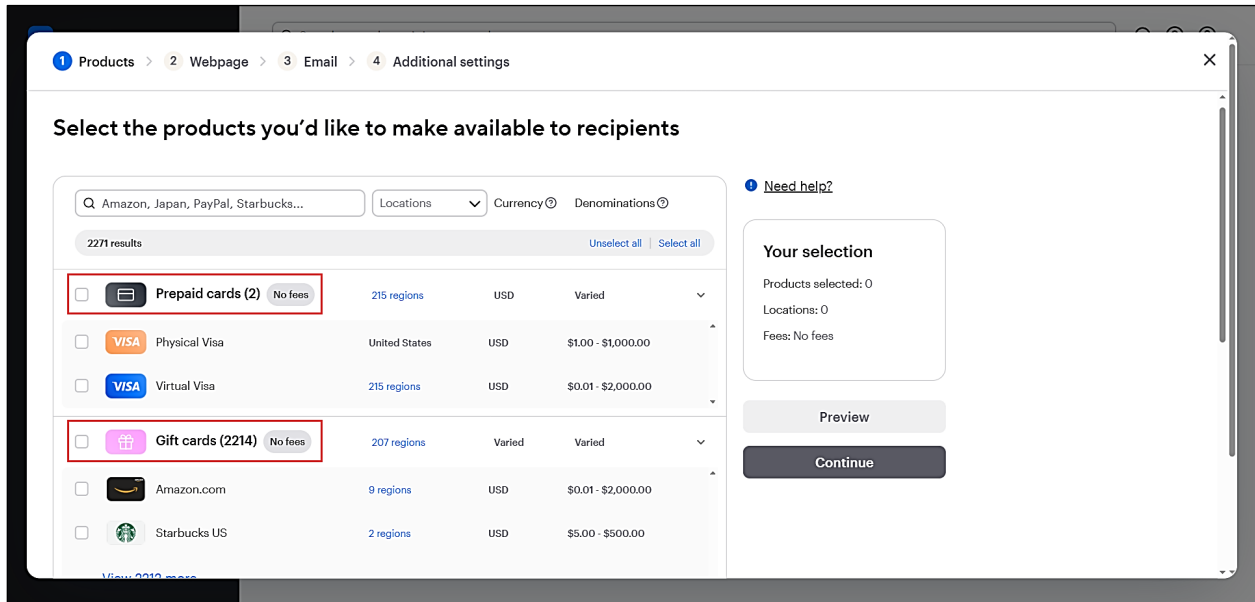 1 Products > 2 Webpage > 3 Email > 4 Additional settings
Select the products you’d like to make available to recipients
Amazon, Japan, PayPal, Starbucks... Locations Currency Denominations
Need help?
2271 results Unselect all | Select all
Prepaid cards (2) No fees 215 regions USD Varied
VISA Physical Visa United States USD $1.00 - $1,000.00
VISA Virtual Visa 215 regions USD $0.01 - $2,000.00
Gift cards (2214) No fees 207 regions Varied Varied
Amazon.com 9 regions USD $0.01 - $2,000.00
Starbucks US 2 regions USD $5.00 - $500.00
View 2212 more
Your selection
Products selected: 0
Locations: 0
Fees: No fees
Preview
Continue